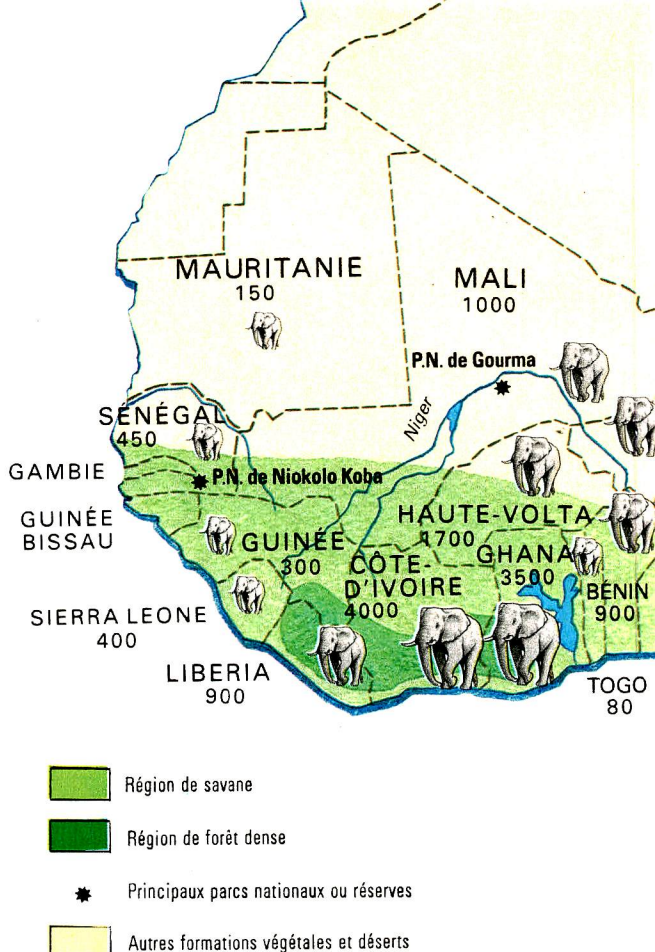 MAURITANIE
150
MALI
1000
P.N. de Gourma
Niger
SÉNÉGAL
450
GAMBIE
P.N. de Niokolo Koba
GUINÉE
BISSAU
GUINÉE
300
HAUTE-VOLTA
1700
CÔTE-
D'IVOIRE
4000
GHANA
3500
BÉNIN
900
SIERRA LEONE
400
LIBERIA
900
TOGO
80
Région de savane
Région de forêt dense
Principaux parcs nationaux ou réserves
Autres formations végétales et déserts